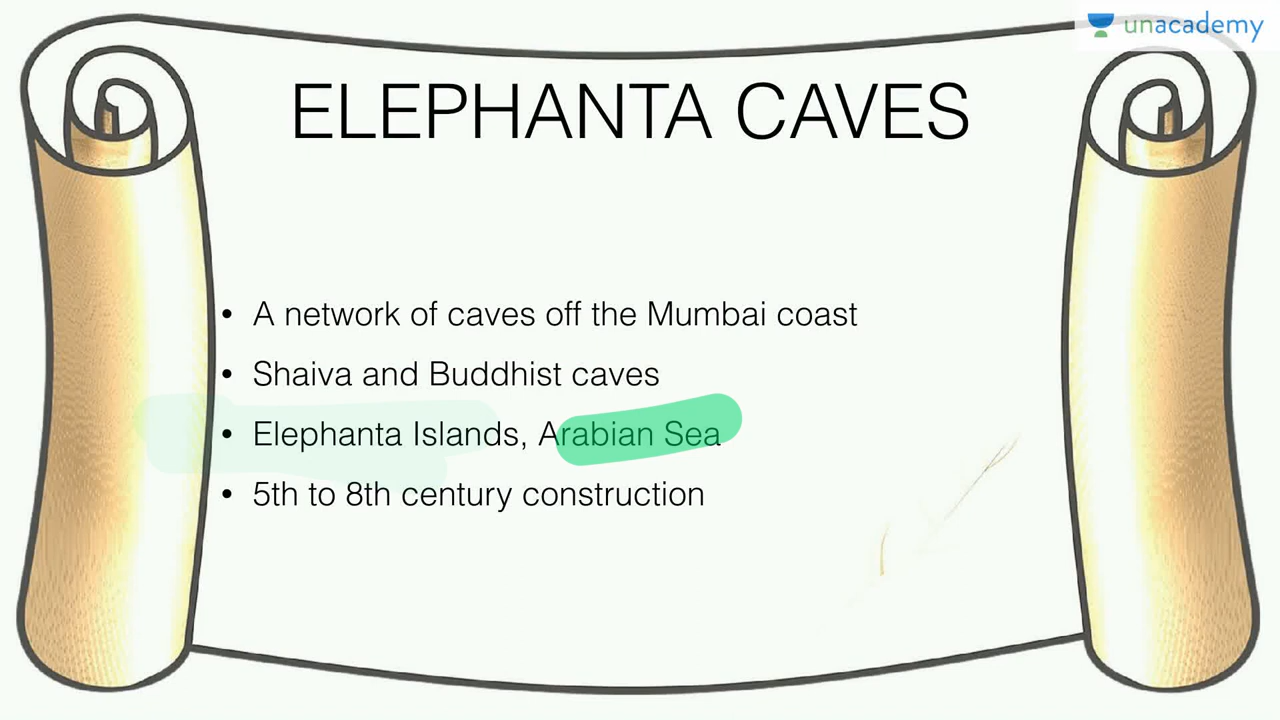 unacademy
ELEPHANTA CAVES
• A network of caves off the Mumbai coast
• Shaiva and Buddhist caves
• Elephanta Islands, Arabian Sea
• 5th to 8th century construction